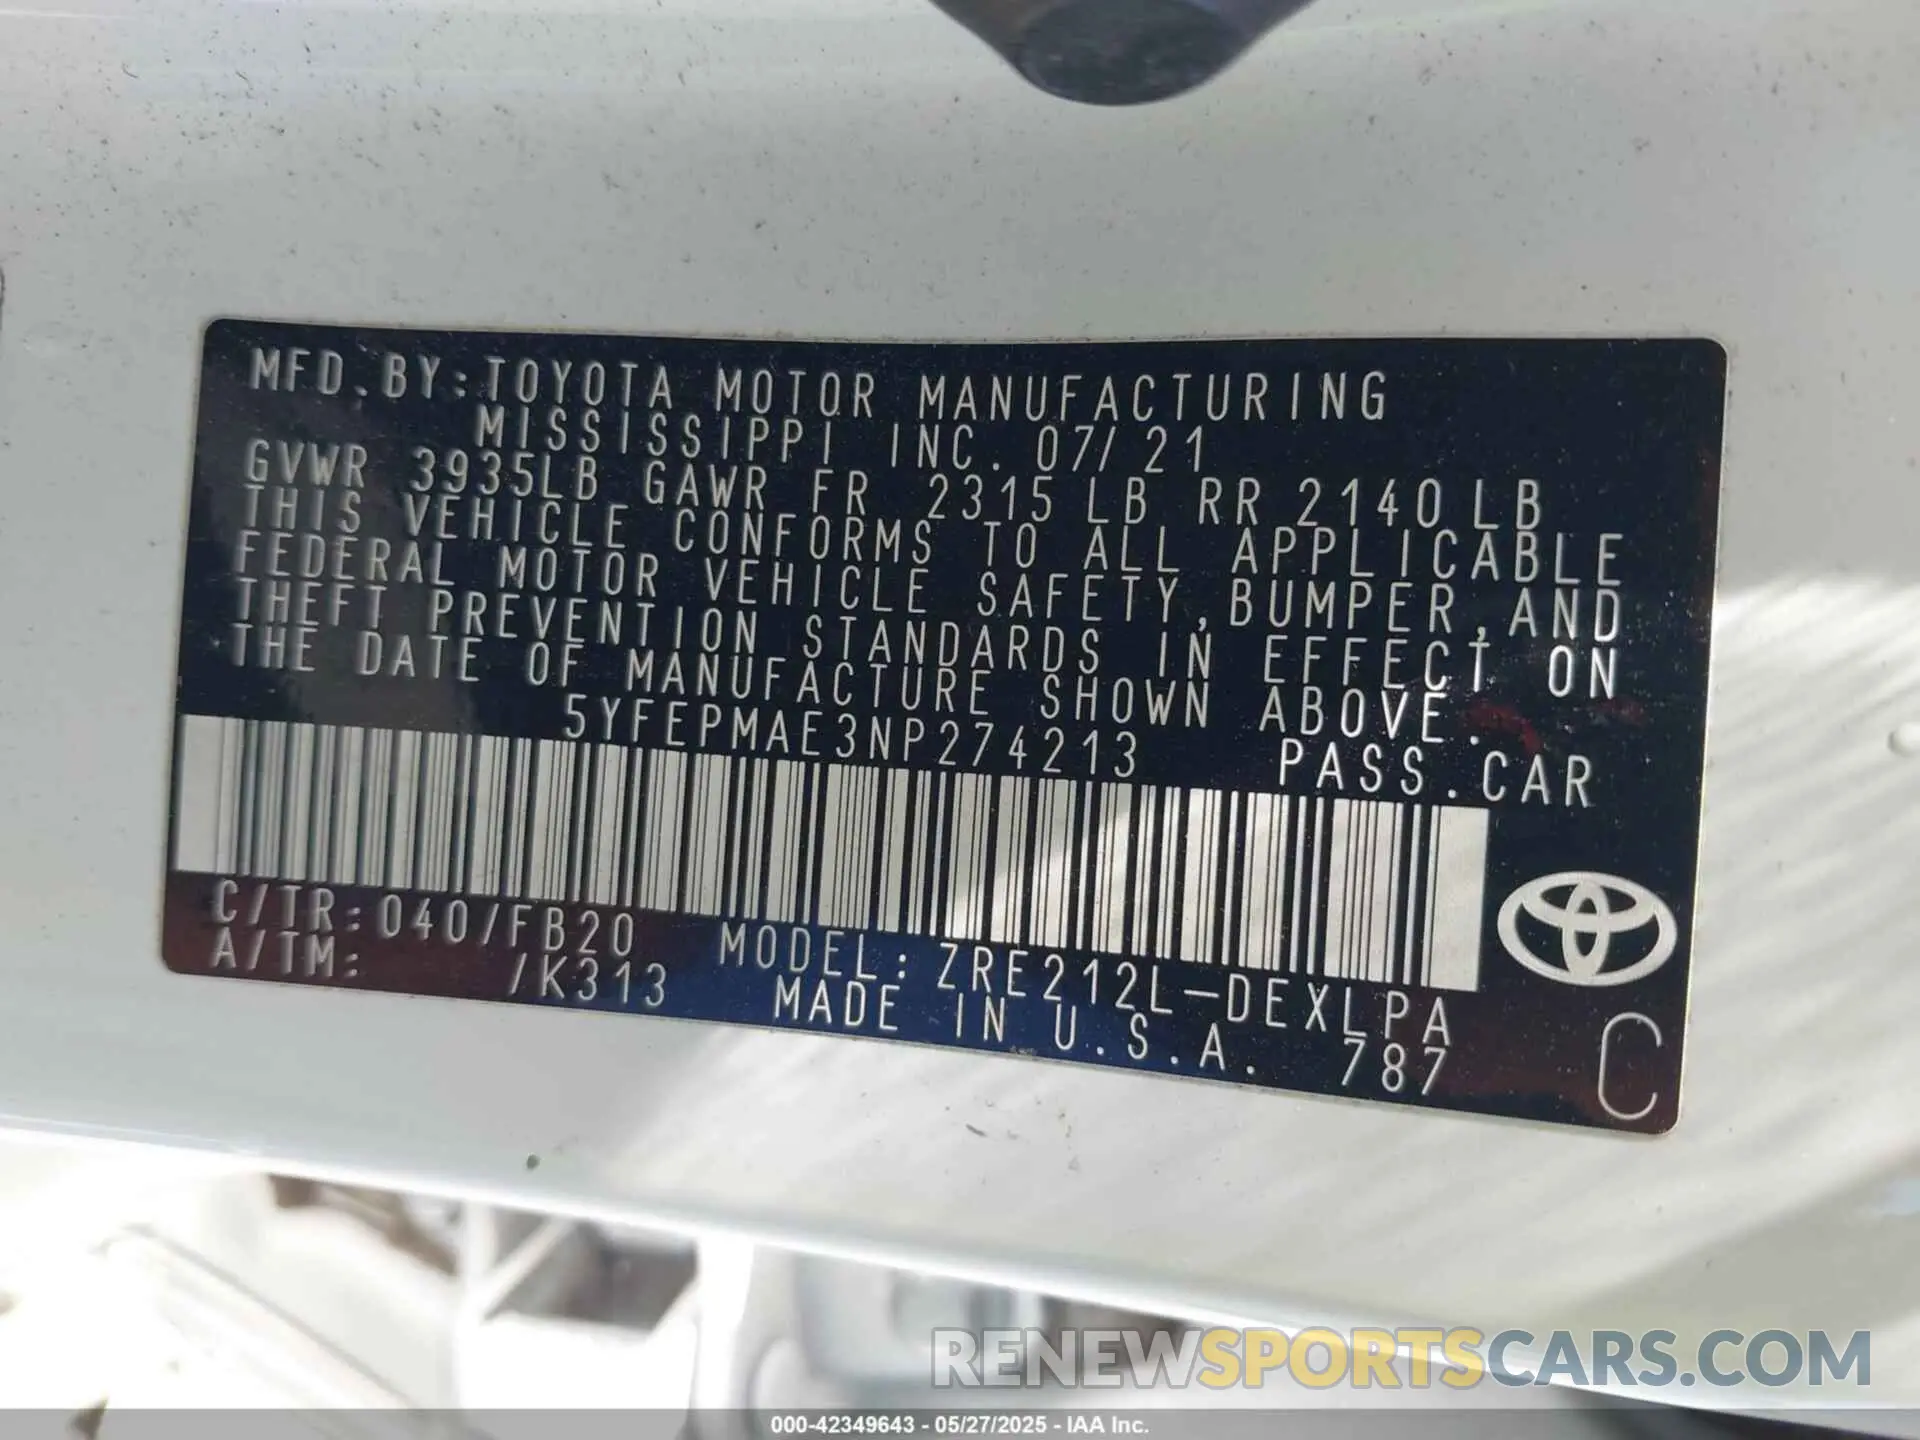 MFD.BY:TOYOTA MOTOR MANUFACTURING
MISSISSIPPI INC. 07/21
GVWR 3935LB GAWR FR 2315LB RR 2140LB
THIS VEHICLE CONFORMS TO ALL APPLICABLE
FEDERAL MOTOR VEHICLE SAFETY,BUMPER,AND
THEFT PREVENTION STANDARDS IN EFFECT ON
THE DATE OF MANUFACTURE SHOWN ABOVE.
5YFEPMAE3NP274213 PASS.CAR
C/TR:040/FB20 MODEL:ZRE212L-DEXLPA
A/TM: /K313 MADE IN U.S.A. 787
C
RENEWSPORTSCARS.COM
000-42349643 - 05/27/2025 - IAA Inc.